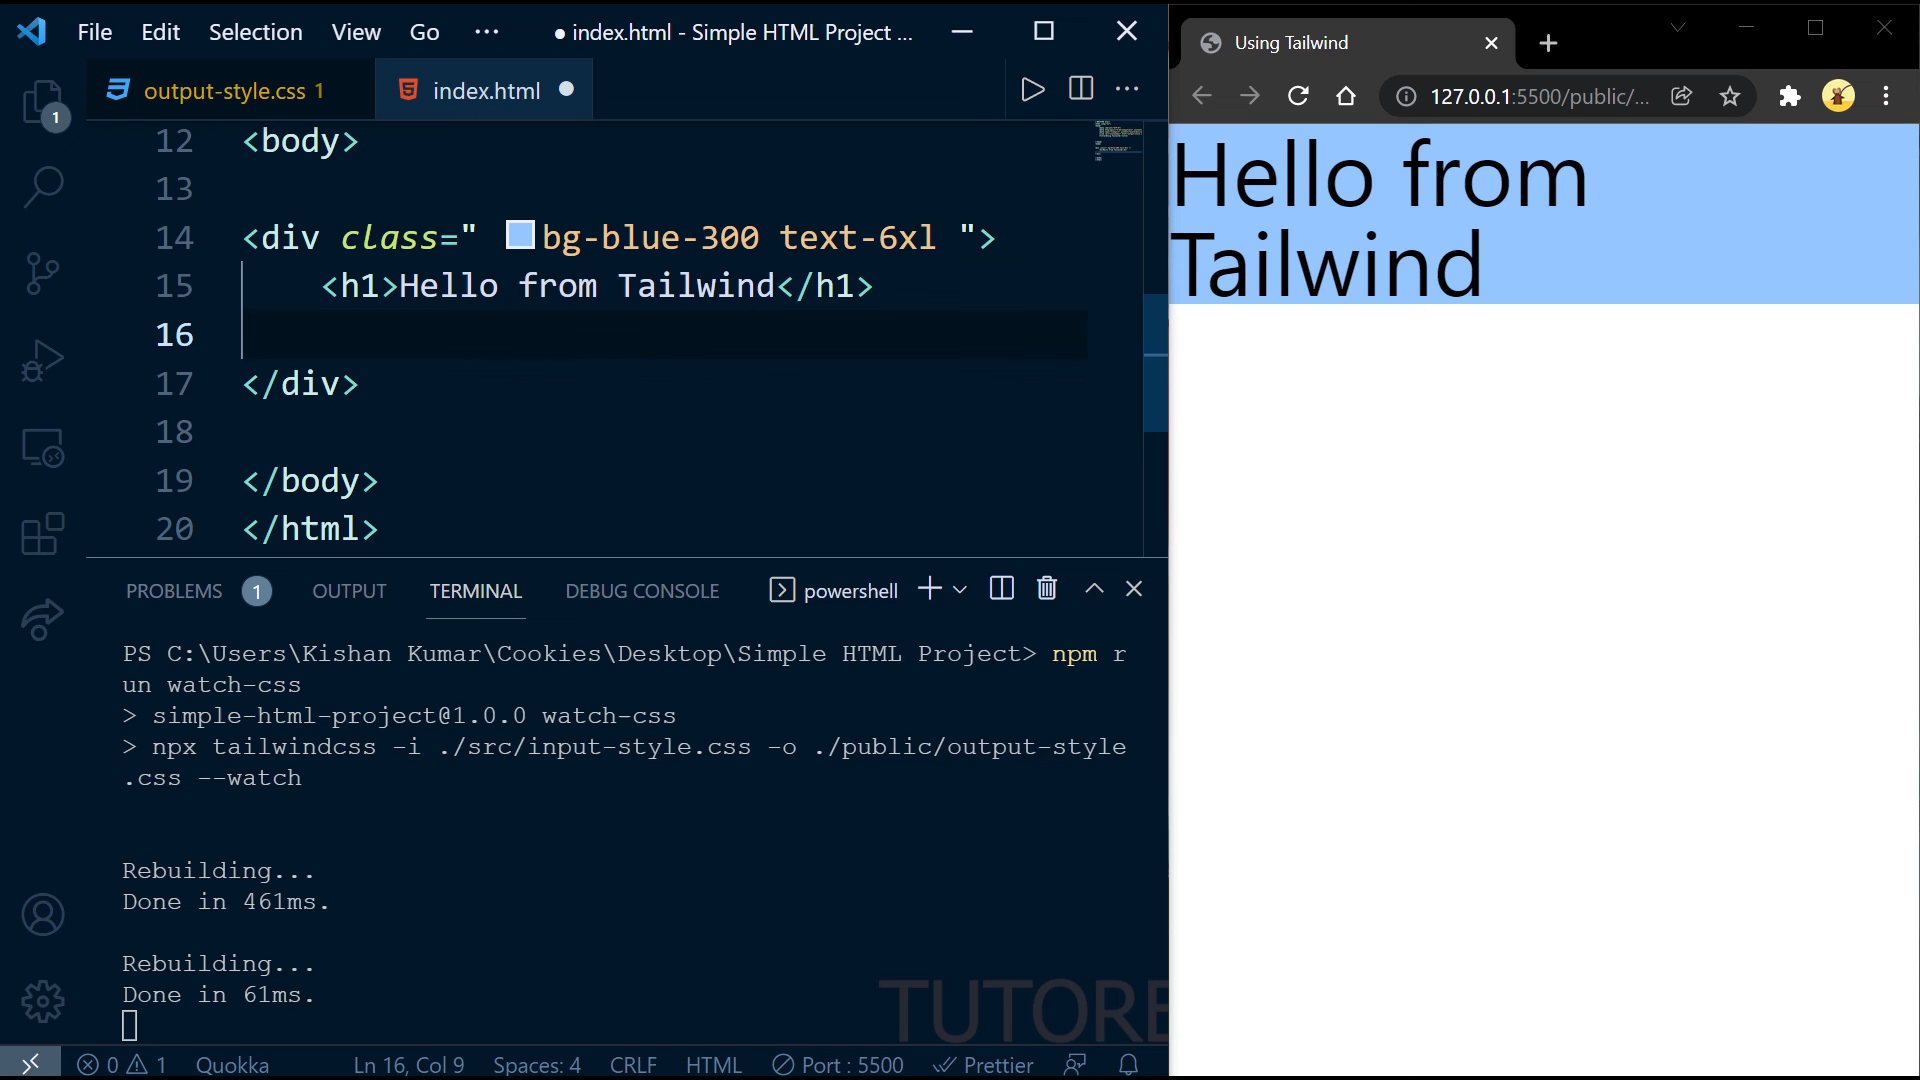 File Edit Selection View Go ··· ● index.html - Simple HTML Project ...
output-style.css 1
index.html
12 <body>
13
14 <div class=" bg-blue-300 text-6xl ">
15 <h1>Hello from Tailwind</h1>
16
17 </div>
18
19 </body>
20 </html>
1
PROBLEMS 1 OUTPUT TERMINAL DEBUG CONSOLE powershell
PS C:\Users\Kishan Kumar\Cookies\Desktop\Simple HTML Project> npm r
un watch-css
> simple-html-project@1.0.0 watch-css
> npx tailwindcss -i ./src/input-style.css -o ./public/output-style
.css --watch
Rebuilding...
Done in 461ms.
Rebuilding...
Done in 61ms.
TUTORE
0 1 Quokka Ln 16, Col 9 Spaces: 4 CRLF HTML Port : 5500 Prettier
Using Tailwind
127.0.0.1:5500/public/...
Hello from
Tailwind